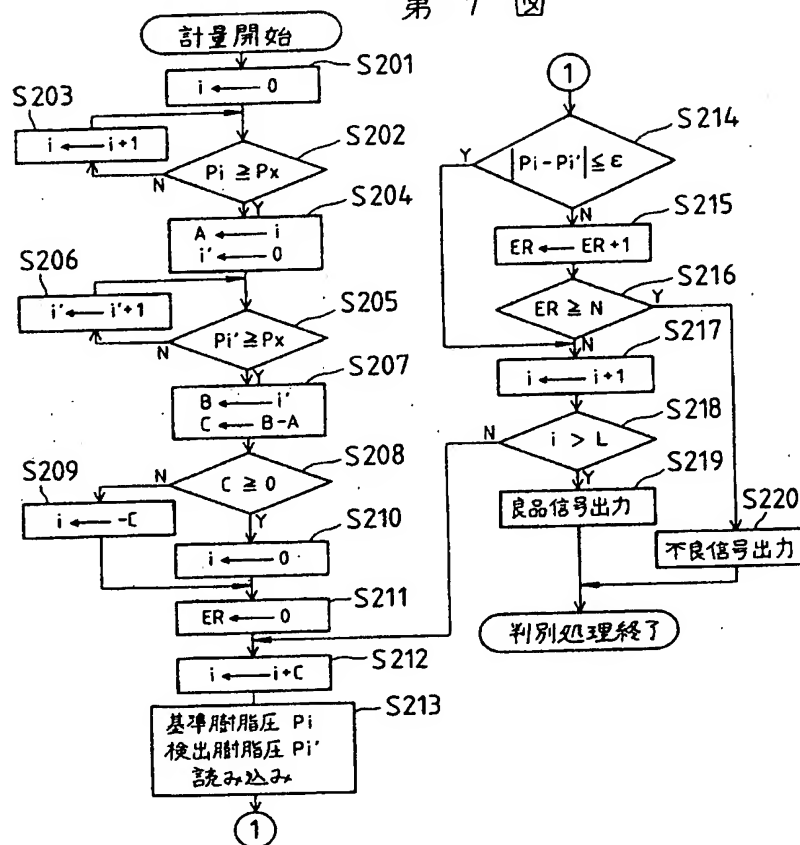 第 7 図
計量開始
S201
i ← 0
S203
i ← i+1
S202
Pi ≧ Px
N
Y
S204
A ← i
i' ← 0
S206
i' ← i'+1
S205
Pi' ≧ Px
N
Y
S207
B ← i'
C ← B-A
S208
C ≧ 0
N
Y
S209
i ← -C
S210
i ← 0
S211
ER ← 0
S212
i ← i+C
S213
基準樹脂圧 Pi
検出樹脂圧 Pi'
読み込み
1
1
S214
|Pi-Pi'| ≦ ε
Y
N
S215
ER ← ER+1
S216
ER ≧ N
Y
N
S217
i ← i+1
S218
i > L
N
Y
S219
良品信号出力
S220
不良信号出力
判別処理終了